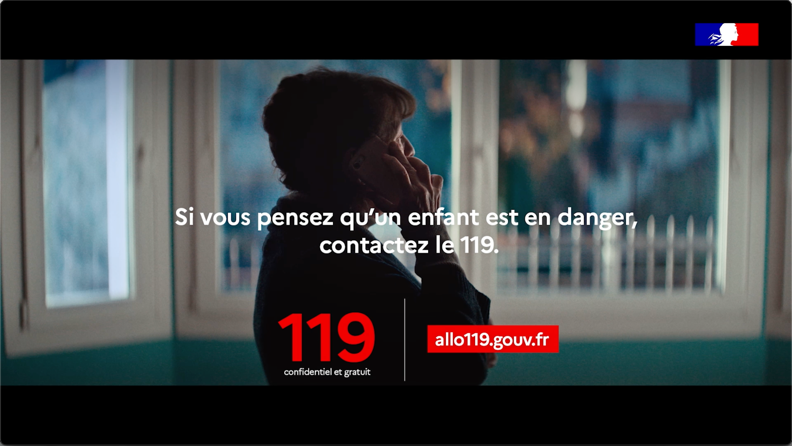 Si vous pensez qu'un enfant est en danger,
contactez le 119.
119
confidentiel et gratuit
allo119.gouv.fr